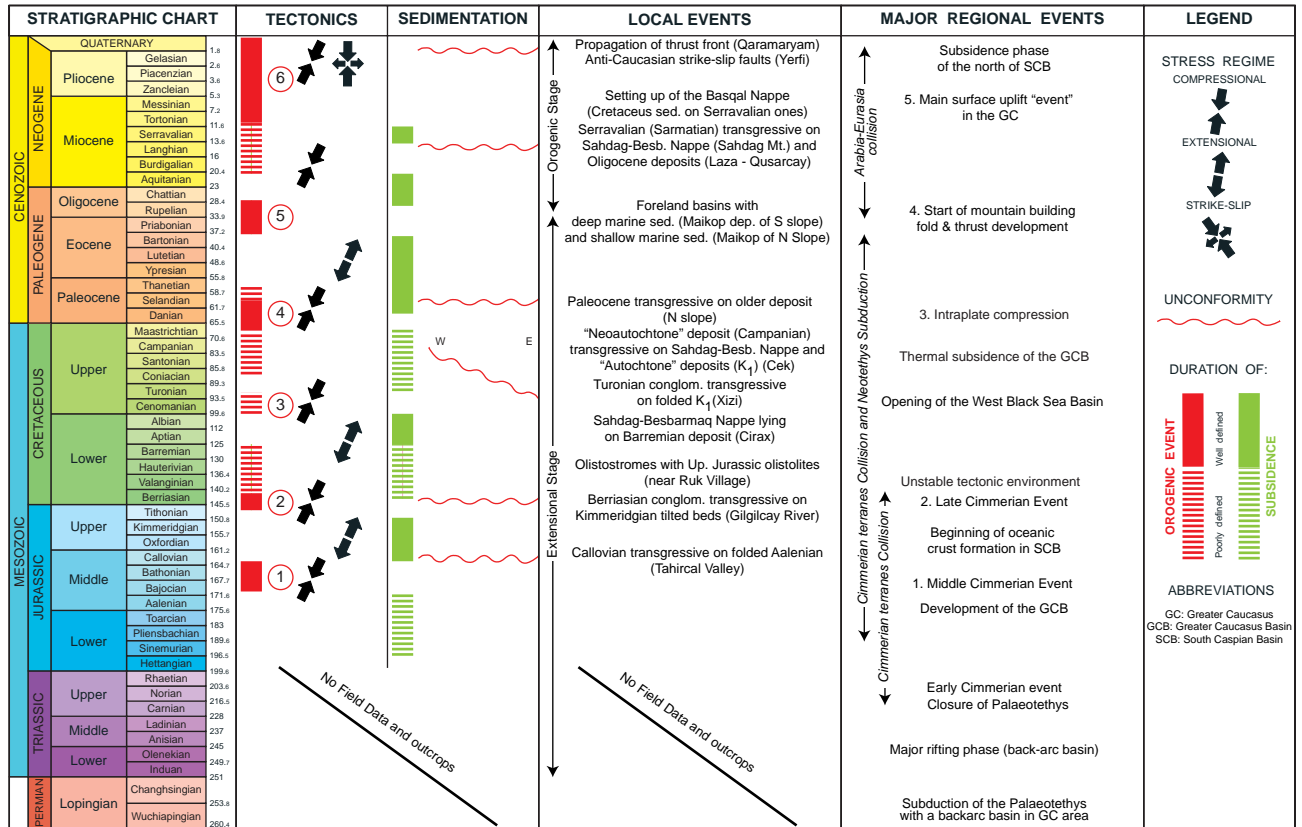 STRATIGRAPHIC CHART
TECTONICS
SEDIMENTATION
LOCAL EVENTS
MAJOR REGIONAL EVENTS
LEGEND
CENOZOIC
MESOZOIC
NEOGENE
PALEOGENE
CRETACEOUS
JURASSIC
TRIASSIC
PERMIAN
QUATERNARY
Pliocene
Miocene
Oligocene
Eocene
Paleocene
Upper
Lower
Upper
Middle
Lower
Upper
Middle
Lower
Lopingian
Gelasian
Piacenzian
Zancleian
Messinian
Tortonian
Serravalian
Langhian
Burdigalian
Aquitanian
Chattian
Rupelian
Priabonian
Bartonian
Lutetian
Ypresian
Thanetian
Selandian
Danian
Maastrichtian
Campanian
Santonian
Coniacian
Turonian
Cenomanian
Albian
Aptian
Barremian
Hauterivian
Valanginian
Berriasian
Tithonian
Kimmeridgian
Oxfordian
Callovian
Bathonian
Bajocian
Aalenian
Toarcian
Pliensbachian
Sinemurian
Hettangian
Rhaetian
Norian
Carnian
Ladinian
Anisian
Olenekian
Induan
Changhsingian
Wuchiapingian
1.8
2.6
3.6
5.3
7.2
11.6
13.6
16
20.4
23
28.4
33.9
37.2
40.4
48.6
55.8
58.7
61.7
65.5
70.6
83.5
85.8
89.3
93.5
99.6
112
125
130
136.4
140.2
145.5
150.8
155.7
161.2
164.7
167.7
171.6
175.6
183
189.6
196.5
199.6
203.6
216.5
228
237
245
249.7
251
253.8
260.4
6
5
4
3
2
1
No Field Data and outcrops
W E
Orogenic Stage
Extensional Stage
Propagation of thrust front (Qaramaryam)
Anti-Caucasian strike-slip faults (Yerfi)
Setting up of the Basqal Nappe
(Cretaceus sed. on Serravalian ones)
Serravalian (Sarmatian) transgressive on
Sahdag-Besb. Nappe (Sahdag Mt.) and
Oligocene deposits (Laza - Qusarcay)
Foreland basins with
deep marine sed. (Maikop dep. of S slope)
and shallow marine sed. (Maikop of N Slope)
Paleocene transgressive on older deposit
(N slope)
“Neoautochtone” deposit (Campanian)
transgressive on Sahdag-Besb. Nappe and
“Autochtone” deposits (K1) (Cek)
Turonian conglom. transgressive
on folded K1(Xizi)
Sahdag-Besbarmaq Nappe lying
on Barremian deposit (Cirax)
Olistostromes with Up. Jurassic olistolites
(near Ruk Village)
Berriasian conglom. transgressive on
Kimmeridgian tilted beds (Gilgilcay River)
Callovian transgressive on folded Aalenian
(Tahircal Valley)
No Field Data and outcrops
Arabia-Eurasia
collision
Cimmerian terranes Collision and Neotethys Subduction
Cimmerian terranes Collision
Subsidence phase
of the north of SCB
5. Main surface uplift “event”
in the GC
4. Start of mountain building
fold & thrust development
3. Intraplate compression
Thermal subsidence of the GCB
Opening of the West Black Sea Basin
Unstable tectonic environment
2. Late Cimmerian Event
Beginning of oceanic
crust formation in SCB
1. Middle Cimmerian Event
Development of the GCB
Early Cimmerian event
Closure of Palaeotethys
Major rifting phase (back-arc basin)
Subduction of the Palaeotethys
with a backarc basin in GC area
STRESS REGIME
COMPRESSIONAL
EXTENSIONAL
STRIKE-SLIP
UNCONFORMITY
DURATION OF:
OROGENIC EVENT
Well defined
Poorly defined
SUBSIDENCE
ABBREVIATIONS
GC: Greater Caucasus
GCB: Greater Caucasus Basin
SCB: South Caspian Basin